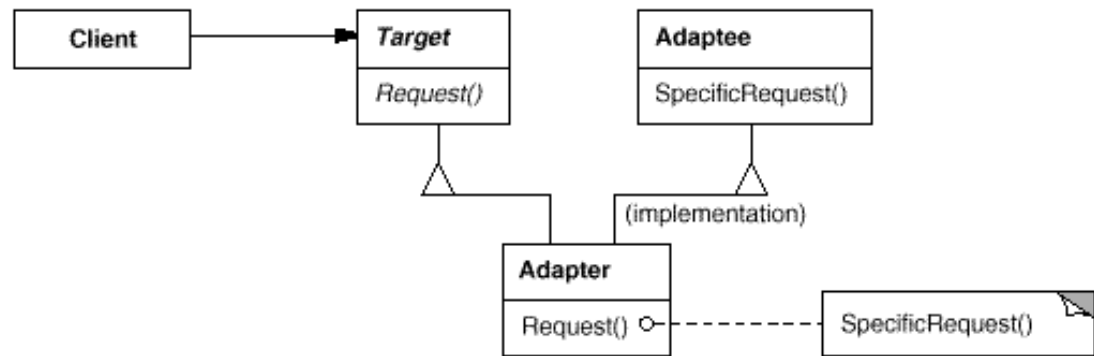 Client
Target
Request()
Adaptee
SpecificRequest()
(implementation)
Adapter
Request()
SpecificRequest()